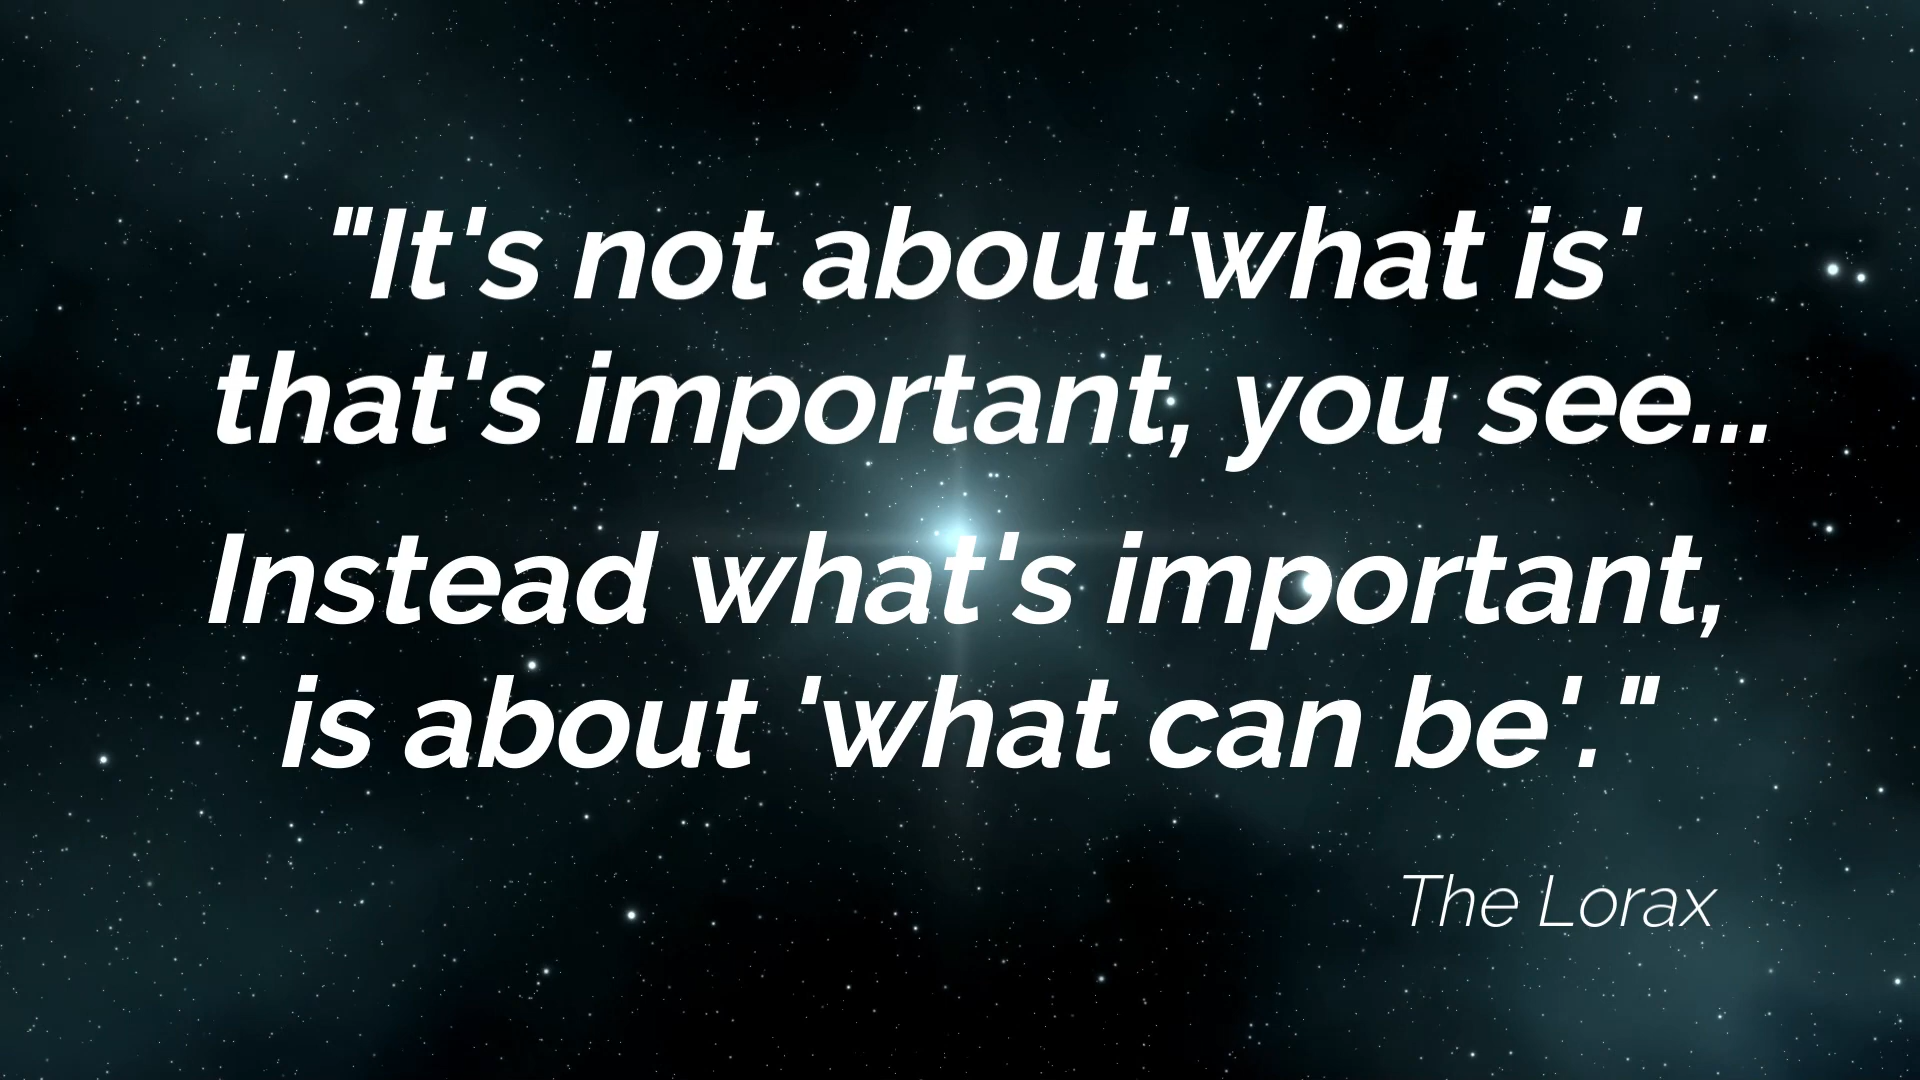 "It's not about'what is'
that's important, you see...
Instead what's important,
is about 'what can be'."
The Lorax